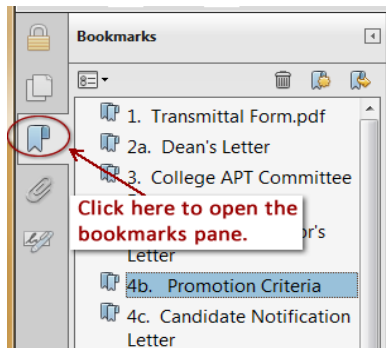 Bookmarks
1. Transmittal Form.pdf
2a. Dean's Letter
3. College APT Committee
Click here to open the
bookmarks pane.
or's
Letter
4b. Promotion Criteria
4c. Candidate Notification
Letter